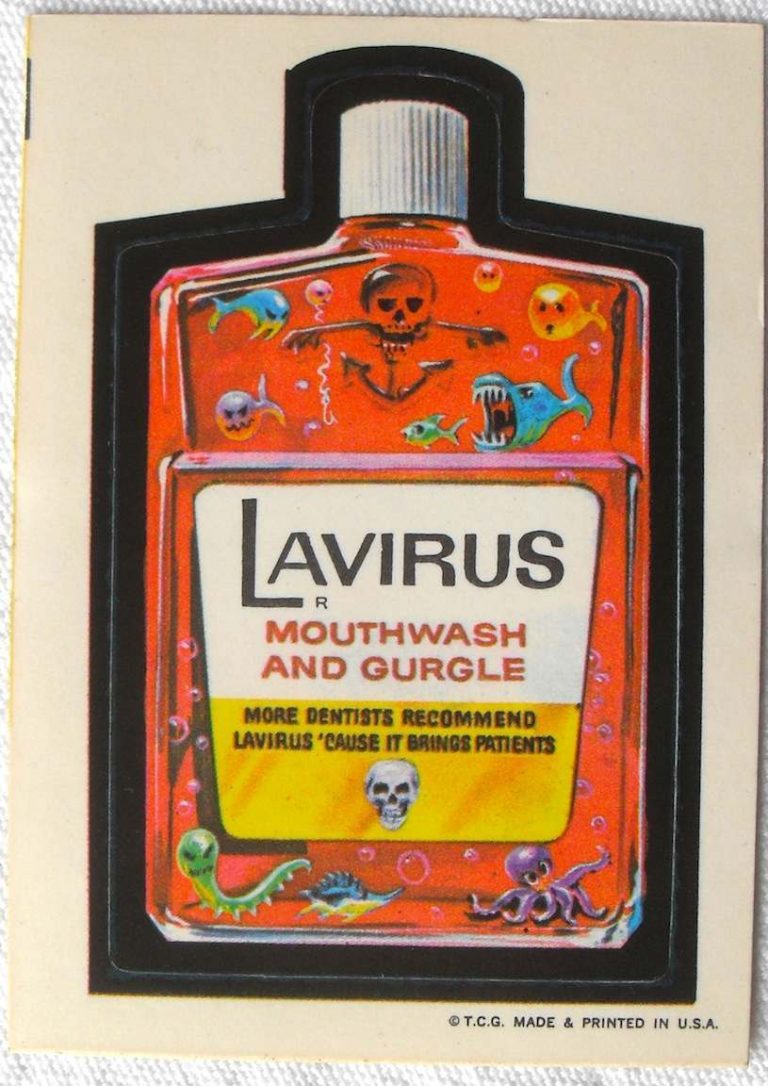 LAVIRUS
R
MOUTHWASH
AND GURGLE
MORE DENTISTS RECOMMEND
LAVIRUS 'CAUSE IT BRINGS PATIENTS
© T.C.G. MADE & PRINTED IN U.S.A.